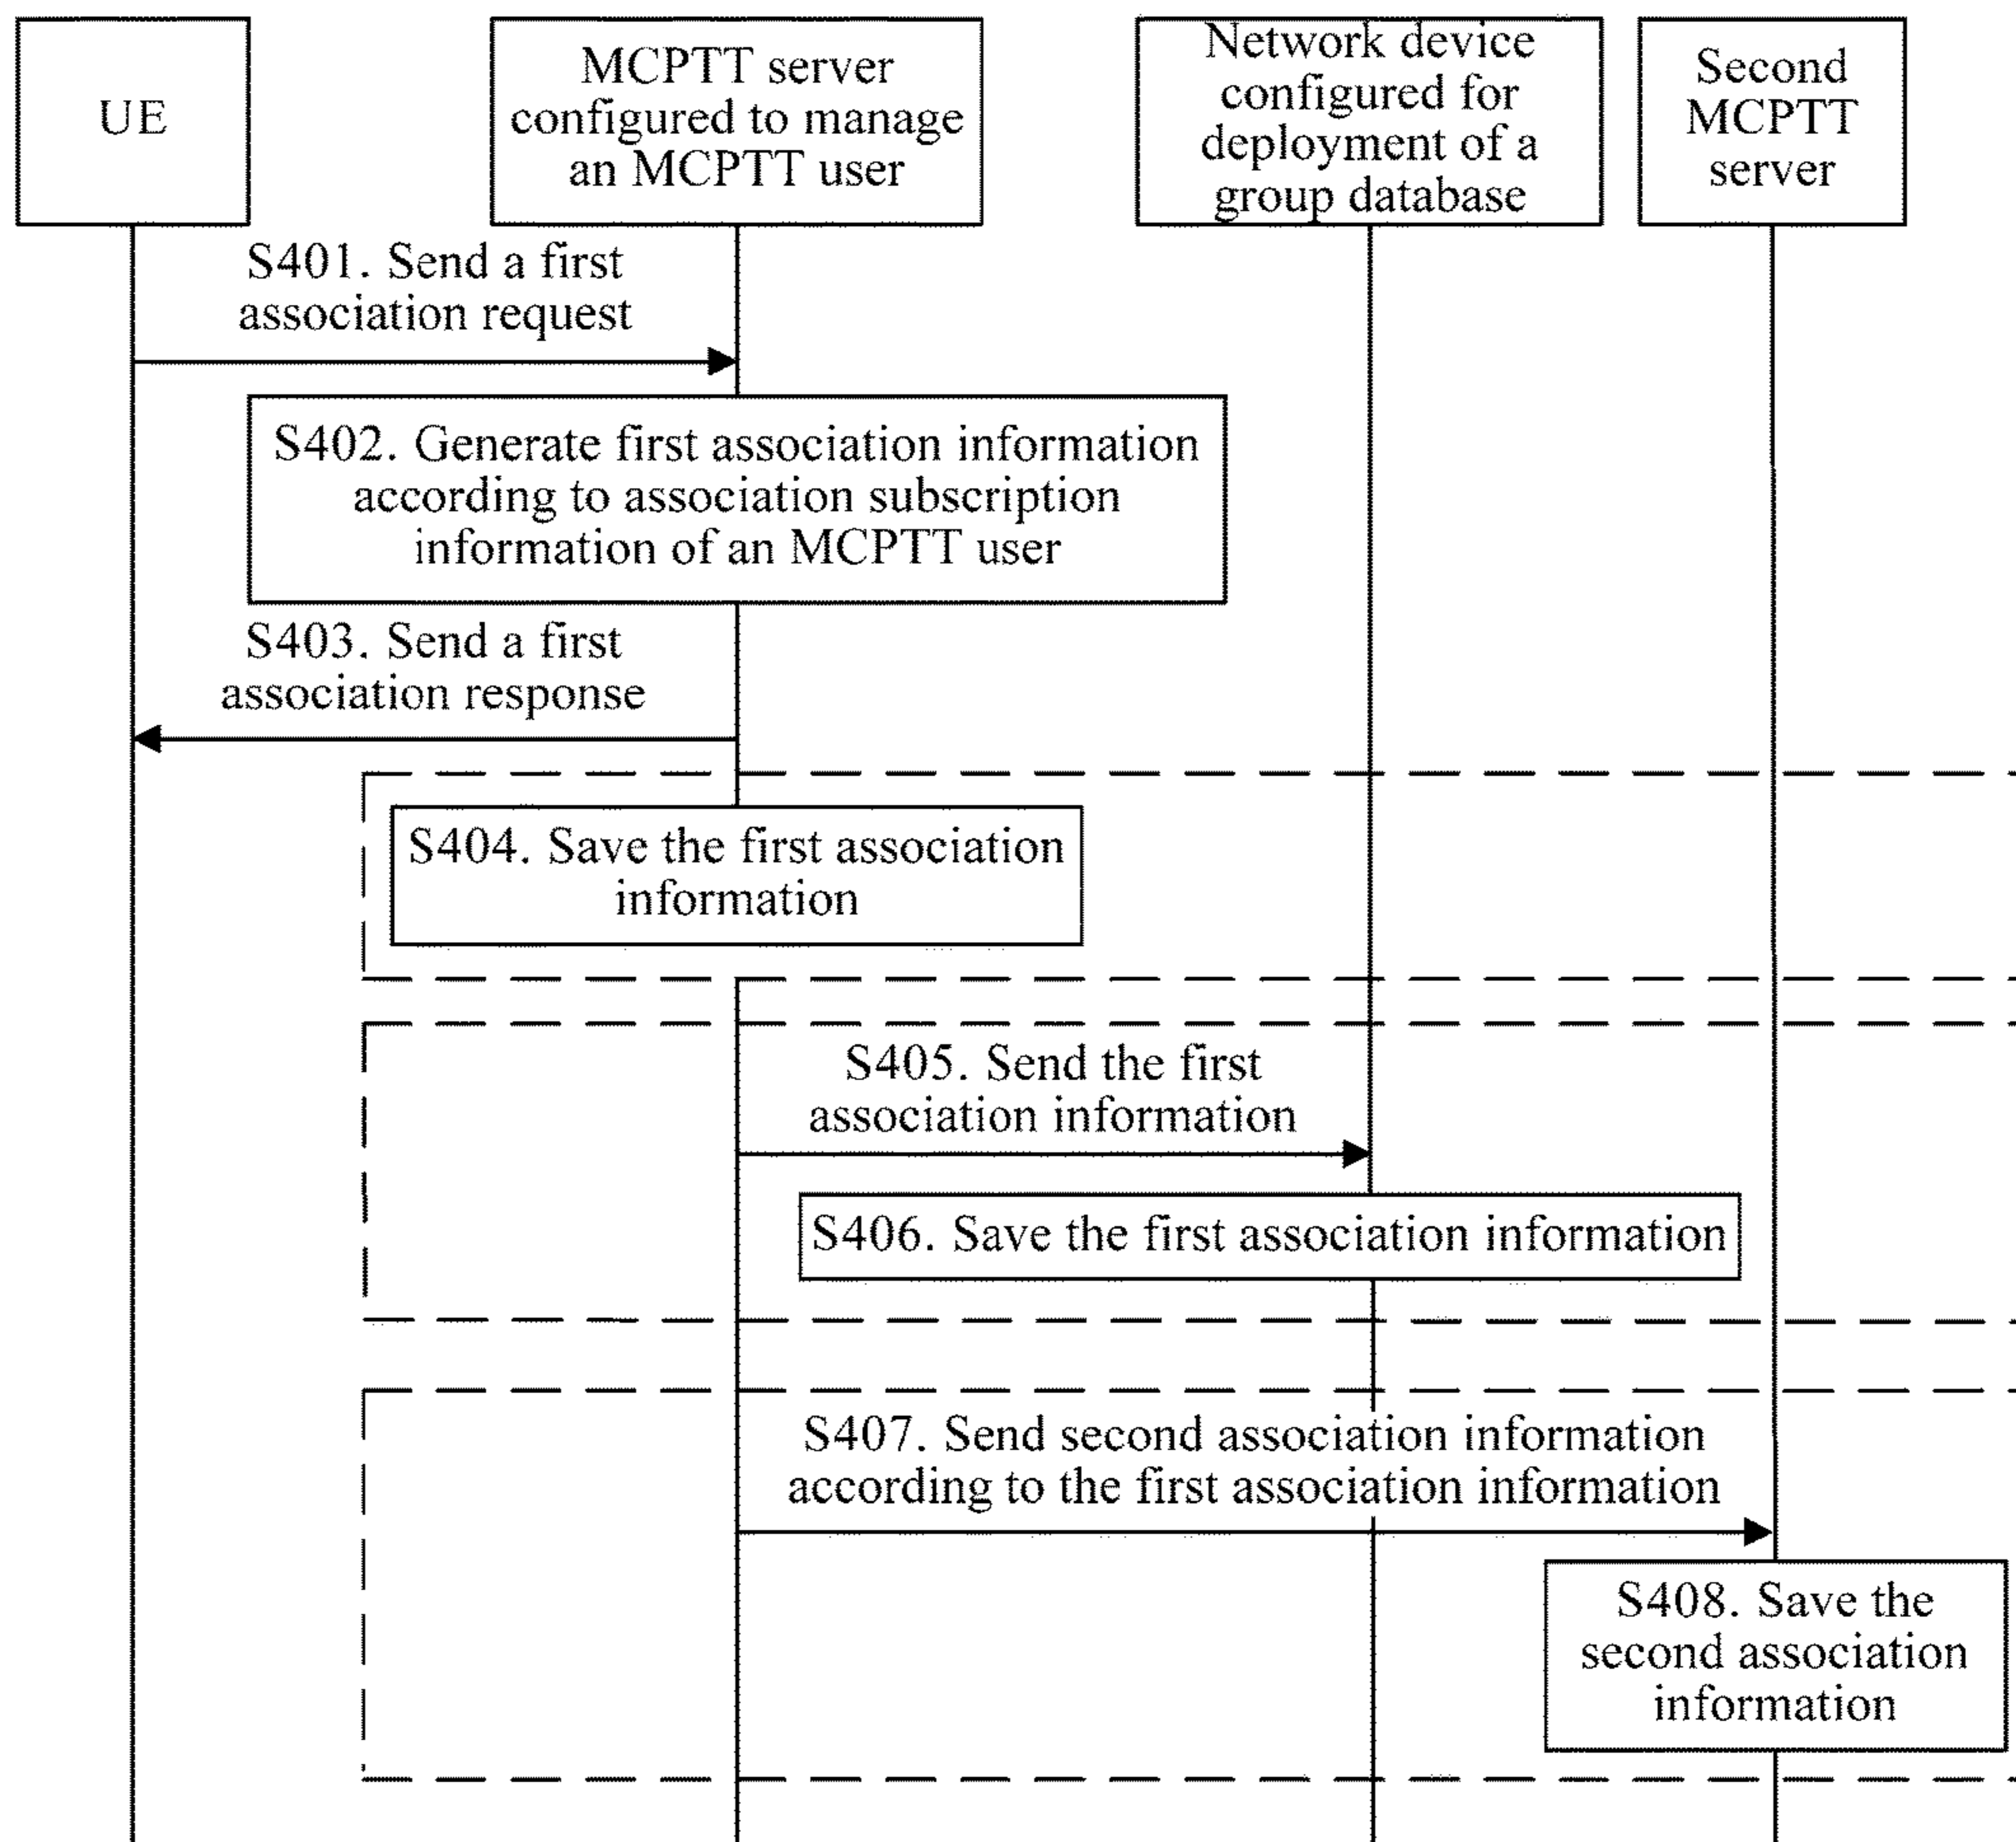 UE
MCPTT server
configured to manage
an MCPTT user
Network device
configured for
deployment of a
group database
Second
MCPTT
server
S401. Send a first
association request
S402. Generate first association information
according to association subscription
information of an MCPTT user
S403. Send a first
association response
S404. Save the first association
information
S405. Send the first
association information
S406. Save the first association information
S407. Send second association information
according to the first association information
S408. Save the
second association
information